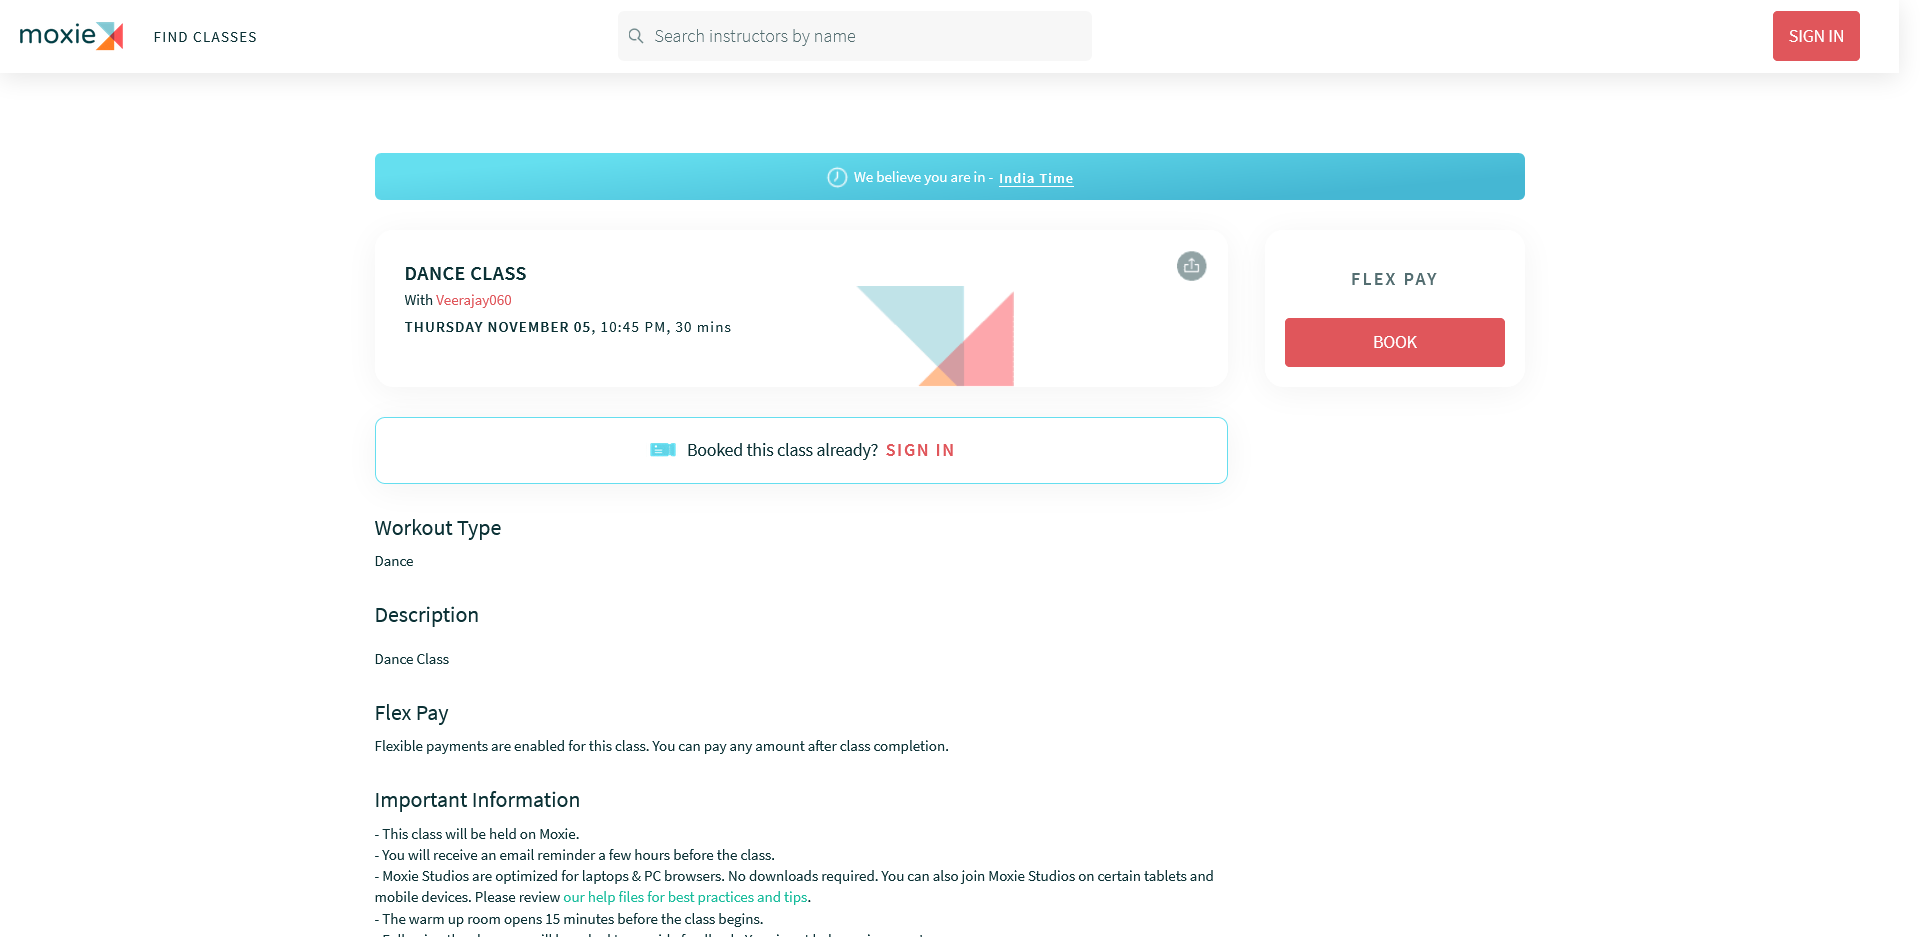 moxie
FIND CLASSES
Search instructors by name
SIGN IN
We believe you are in - India Time
DANCE CLASS
With Veerajay060
THURSDAY NOVEMBER 05, 10:45 PM, 30 mins
FLEX PAY
BOOK
Booked this class already? SIGN IN
Workout Type
Dance
Description
Dance Class
Flex Pay
Flexible payments are enabled for this class. You can pay any amount after class completion.
Important Information
- This class will be held on Moxie.
- You will receive an email reminder a few hours before the class.
- Moxie Studios are optimized for laptops & PC browsers. No downloads required. You can also join Moxie Studios on certain tablets and
mobile devices. Please review our help files for best practices and tips.
- The warm up room opens 15 minutes before the class begins.